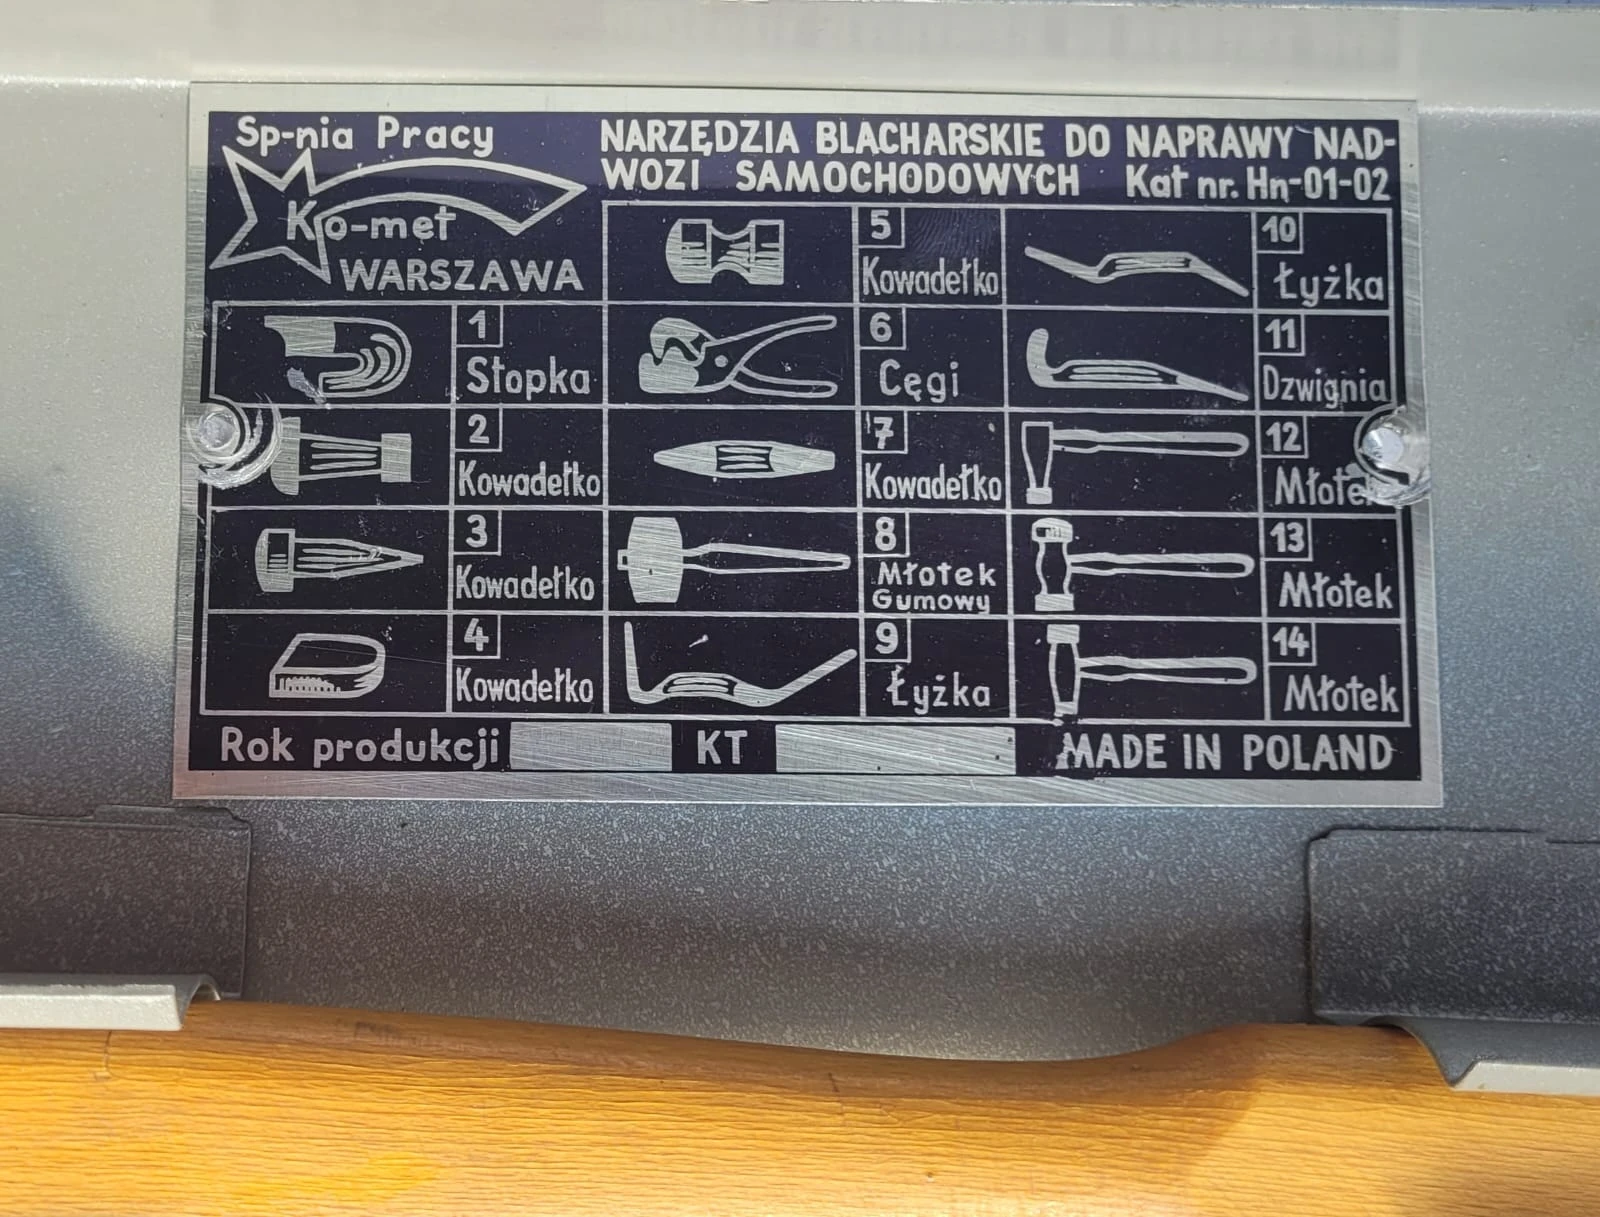 Sp-nia Pracy
Ko-met
WARSZAWA
NARZĘDZIA BLACHARSKIE DO NAPRAWY NAD-
WOZI SAMOCHODOWYCH Kat nr. Hn-01-02
1
Stopka
2
Kowadełko
3
Kowadełko
4
Kowadełko
5
Kowadełko
6
Cęgi
7
Kowadełko
8
Młotek
Gumowy
9
Łyżka
10
Łyżka
11
Dzwignia
12
Młotek
13
Młotek
14
Młotek
Rok produkcji KT MADE IN POLAND